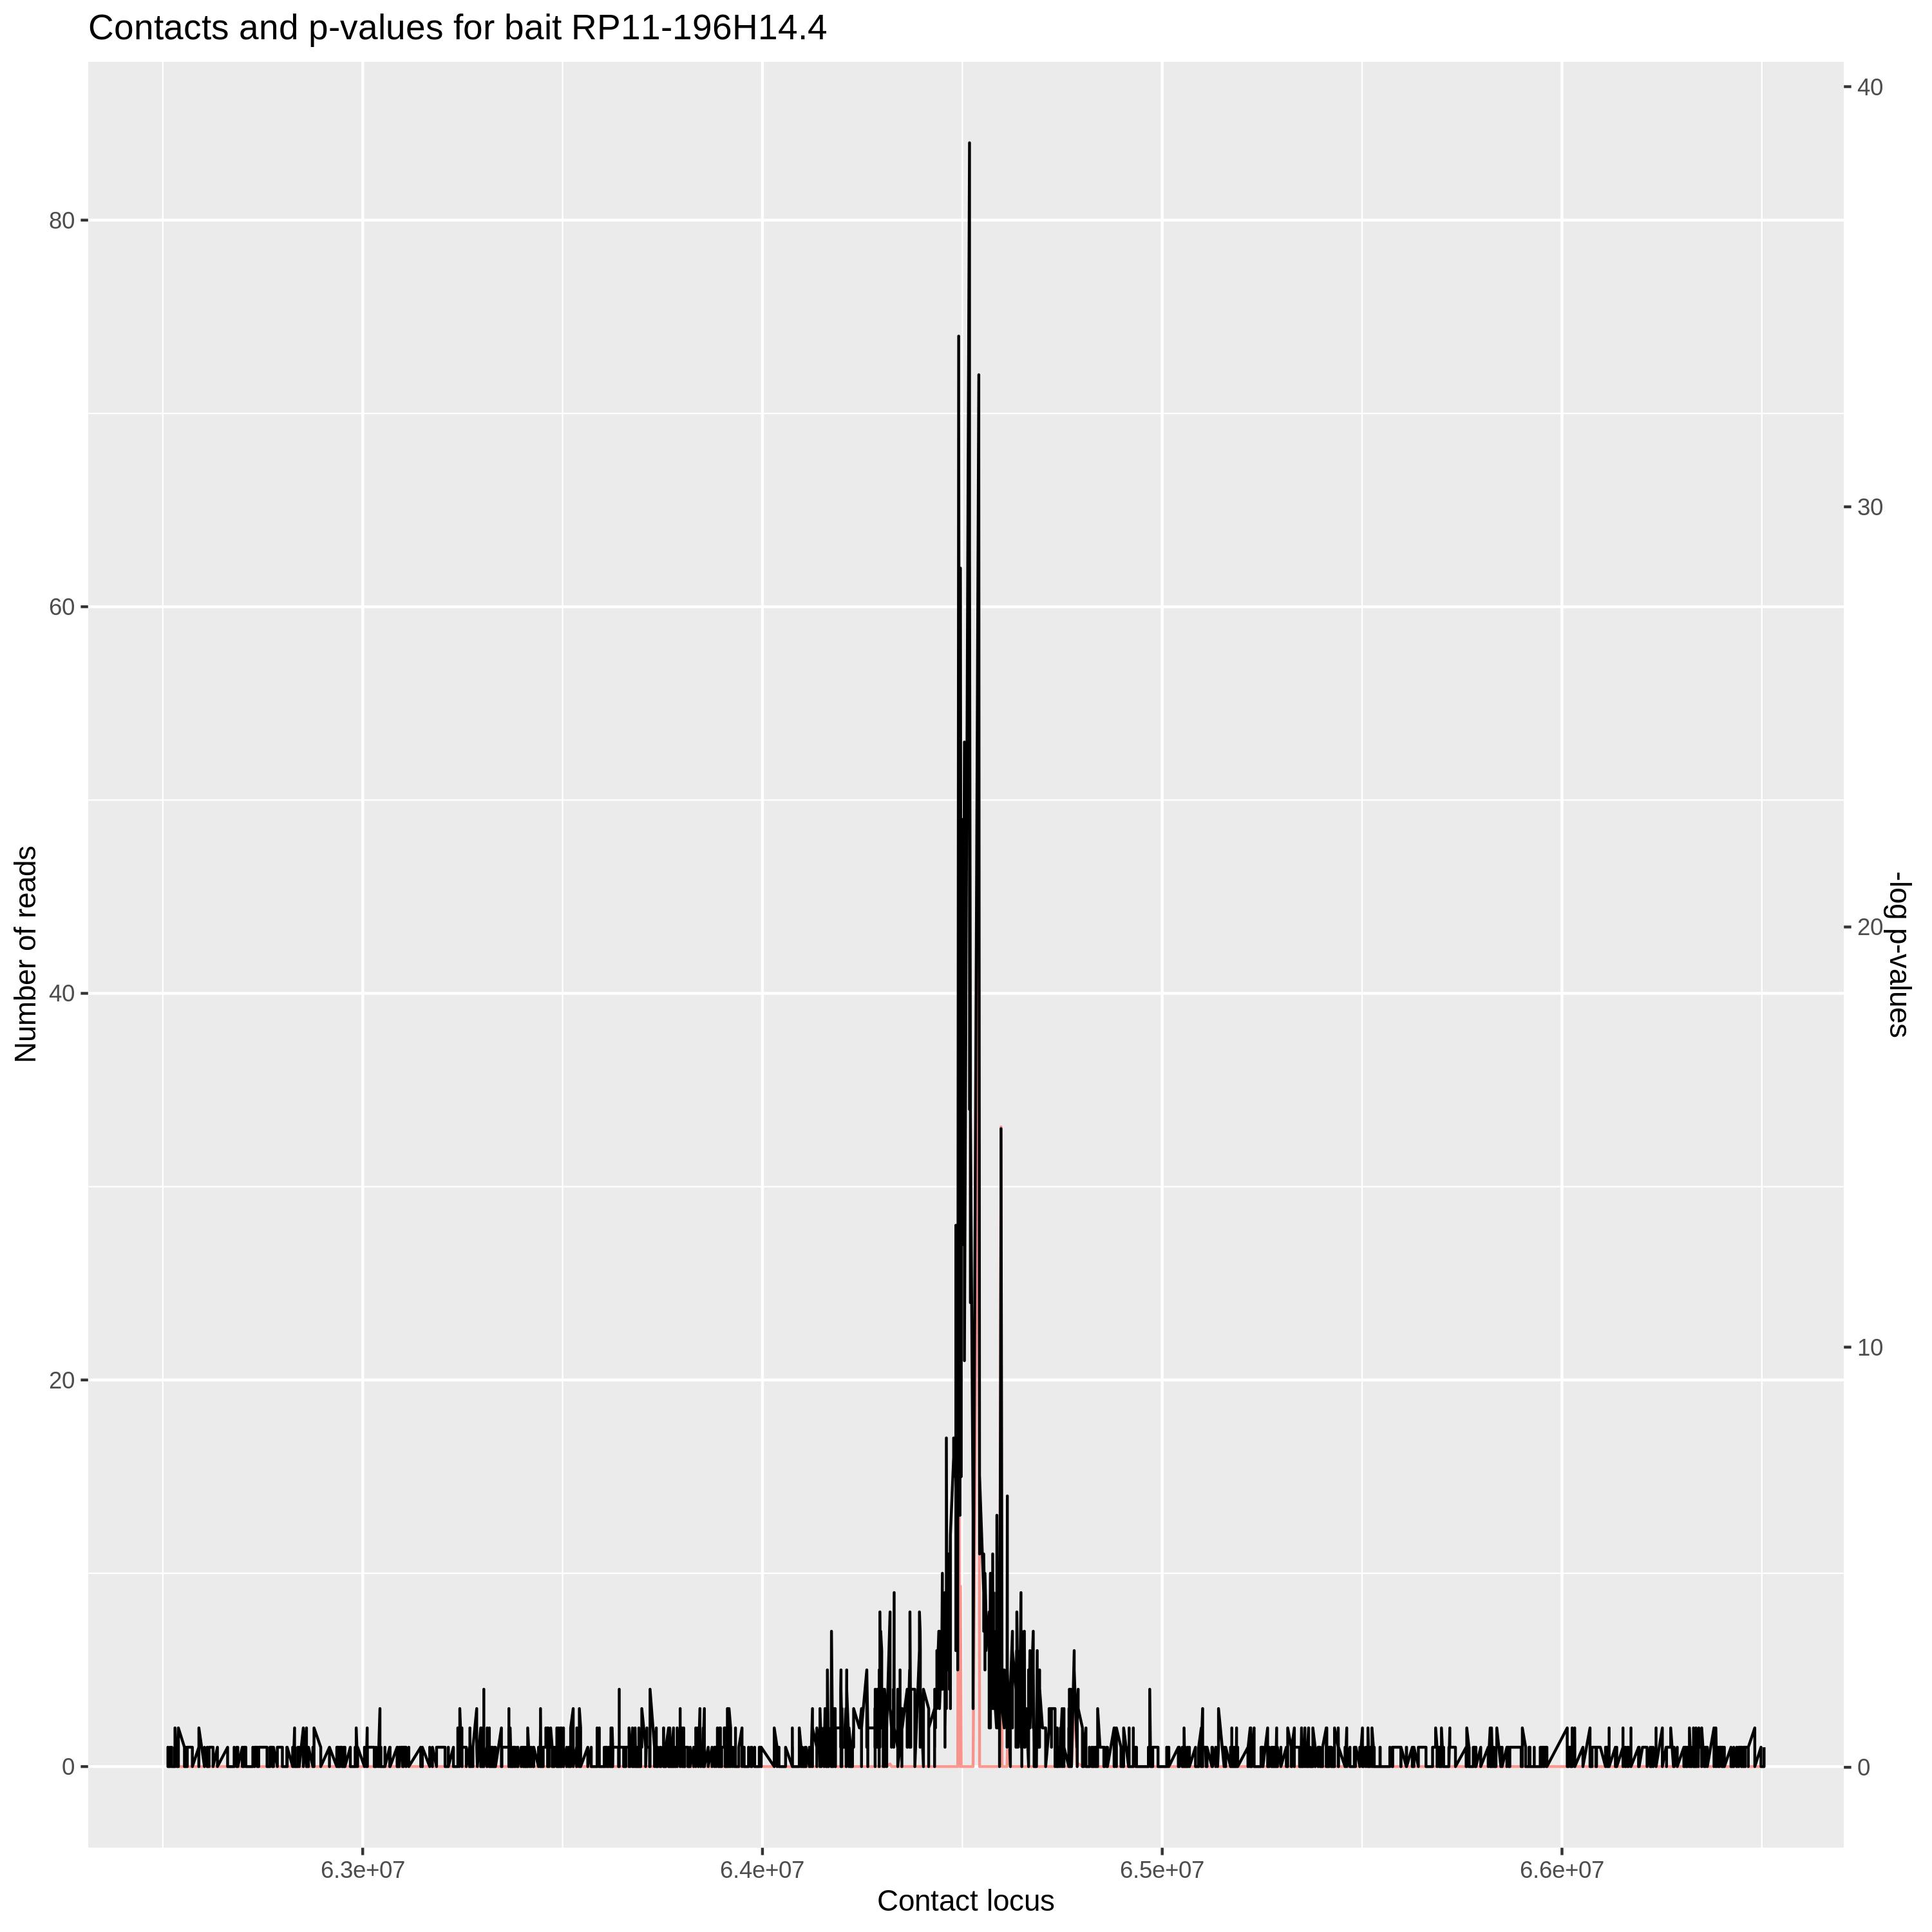 Contacts and p-values for bait RP11-196H14.4
80
60
40
20
0
Number of reads
40
30
20
10
0
-log p-values
6.3e+07 6.4e+07 6.5e+07 6.6e+07
Contact locus